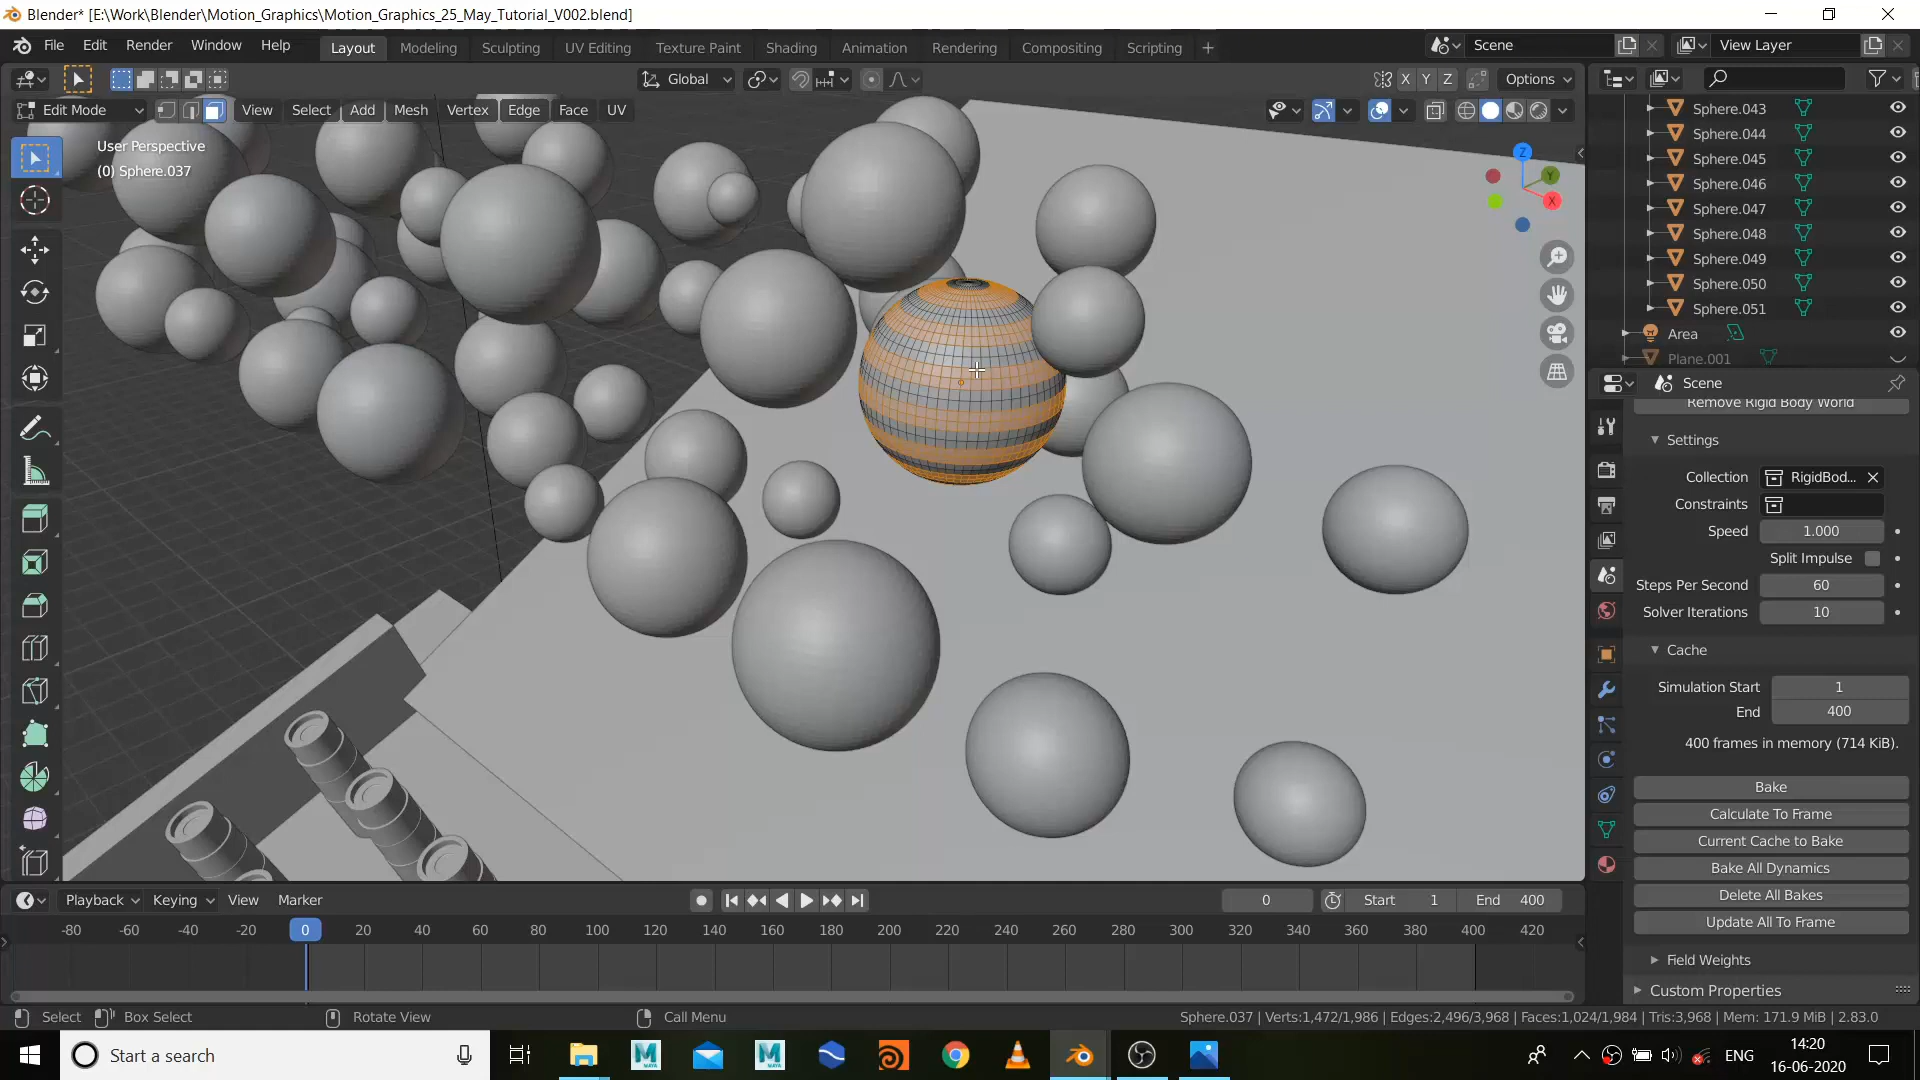 Blender* [E:\Work\Blender\Motion_Graphics\Motion_Graphics_25_May_Tutorial_V002.blend]
File Edit Render Window Help Layout Modeling Sculpting UV Editing Texture Paint Shading Animation Rendering Compositing Scripting + Scene View Layer
Global X Y Z Options
Edit Mode View Select Add Mesh Vertex Edge Face UV
User Perspective
(0) Sphere.037
Z
Y
X
Sphere.043
Sphere.044
Sphere.045
Sphere.046
Sphere.047
Sphere.048
Sphere.049
Sphere.050
Sphere.051
Area
Plane.001
Scene
Remove Rigid Body World
Settings
Collection RigidBod...
Constraints
Speed 1.000
Split Impulse
Steps Per Second 60
Solver Iterations 10
Cache
Simulation Start 1
End 400
400 frames in memory (714 KiB).
Bake
Calculate To Frame
Current Cache to Bake
Bake All Dynamics
Delete All Bakes
Update All To Frame
Field Weights
Custom Properties
Playback Keying View Marker 0 Start 1 End 400
-80 -60 -40 -20 0 20 40 60 80 100 120 140 160 180 200 220 240 260 280 300 320 340 360 380 400 420
Select Box Select Rotate View Call Menu Sphere.037 | Verts:1,472/1,986 | Edges:2,496/3,968 | Faces:1,024/1,984 | Tris:3,968 | Mem: 171.9 MiB | 2.83.0
Start a search ENG 14:20
16-06-2020